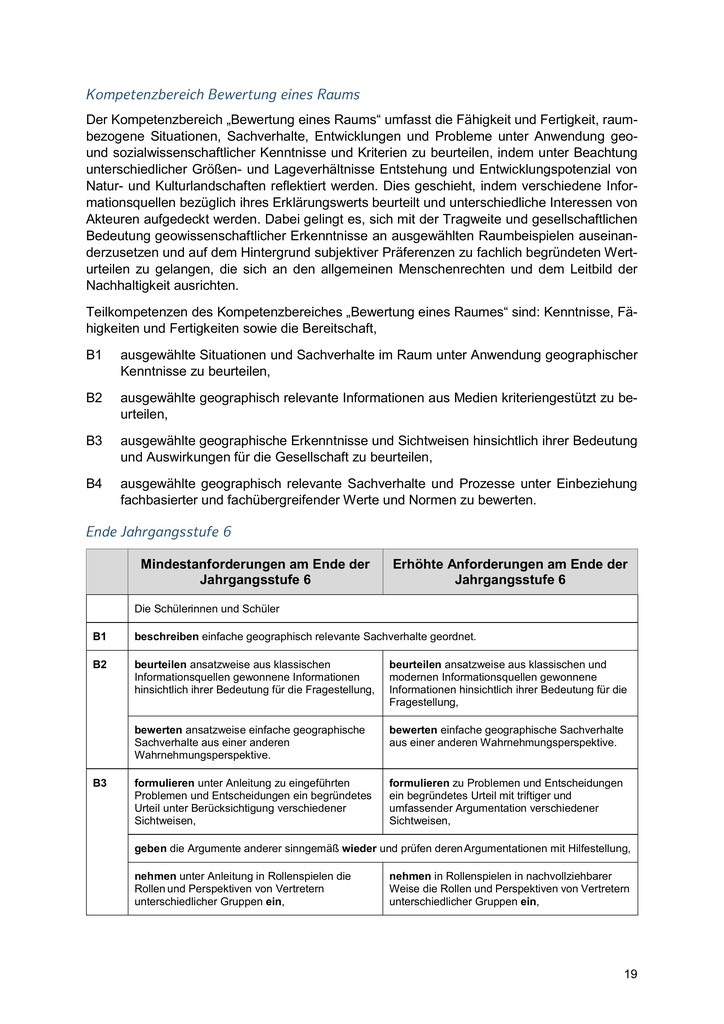 Kompetenzbereich Bewertung eines Raums
Der Kompetenzbereich „Bewertung eines Raums“ umfasst die Fähigkeit und Fertigkeit, raum-
bezogene Situationen, Sachverhalte, Entwicklungen und Probleme unter Anwendung geo-
und sozialwissenschaftlicher Kenntnisse und Kriterien zu beurteilen, indem unter Beachtung
unterschiedlicher Größen- und Lageverhältnisse Entstehung und Entwicklungspotenzial von
Natur- und Kulturlandschaften reflektiert werden. Dies geschieht, indem verschiedene Infor-
mationsquellen bezüglich ihres Erklärungswerts beurteilt und unterschiedliche Interessen von
Akteuren aufgedeckt werden. Dabei gelingt es, sich mit der Tragweite und gesellschaftlichen
Bedeutung geowissenschaftlicher Erkenntnisse an ausgewählten Raumbeispielen auseinan-
derzusetzen und auf dem Hintergrund subjektiver Präferenzen zu fachlich begründeten Wert-
urteilen zu gelangen, die sich an den allgemeinen Menschenrechten und dem Leitbild der
Nachhaltigkeit ausrichten.
Teilkompetenzen des Kompetenzbereiches „Bewertung eines Raumes“ sind: Kenntnisse, Fä-
higkeiten und Fertigkeiten sowie die Bereitschaft,
B1 ausgewählte Situationen und Sachverhalte im Raum unter Anwendung geographischer
Kenntnisse zu beurteilen,
B2 ausgewählte geographisch relevante Informationen aus Medien kriteriengestützt zu be-
urteilen,
B3 ausgewählte geographische Erkenntnisse und Sichtweisen hinsichtlich ihrer Bedeutung
und Auswirkungen für die Gesellschaft zu beurteilen,
B4 ausgewählte geographisch relevante Sachverhalte und Prozesse unter Einbeziehung
fachbasierter und fachübergreifender Werte und Normen zu bewerten.
Ende Jahrgangsstufe 6
Mindestanforderungen am Ende der
Jahrgangsstufe 6
Erhöhte Anforderungen am Ende der
Jahrgangsstufe 6
Die Schülerinnen und Schüler
B1 beschreiben einfache geographisch relevante Sachverhalte geordnet.
B2 beurteilen ansatzweise aus klassischen
Informationsquellen gewonnene Informationen
hinsichtlich ihrer Bedeutung für die Fragestellung,
beurteilen ansatzweise aus klassischen und
modernen Informationsquellen gewonnene
Informationen hinsichtlich ihrer Bedeutung für die
Fragestellung,
bewerten ansatzweise einfache geographische
Sachverhalte aus einer anderen
Wahrnehmungsperspektive.
bewerten einfache geographische Sachverhalte
aus einer anderen Wahrnehmungsperspektive.
B3 formulieren unter Anleitung zu eingeführten
Problemen und Entscheidungen ein begründetes
Urteil unter Berücksichtigung verschiedener
Sichtweisen,
formulieren zu Problemen und Entscheidungen
ein begründetes Urteil mit triftiger und
umfassender Argumentation verschiedener
Sichtweisen,
geben die Argumente anderer sinngemäß wieder und prüfen deren Argumentationen mit Hilfestellung,
nehmen unter Anleitung in Rollenspielen die
Rollen und Perspektiven von Vertretern
unterschiedlicher Gruppen ein,
nehmen in Rollenspielen in nachvollziehbarer
Weise die Rollen und Perspektiven von Vertretern
unterschiedlicher Gruppen ein,
19